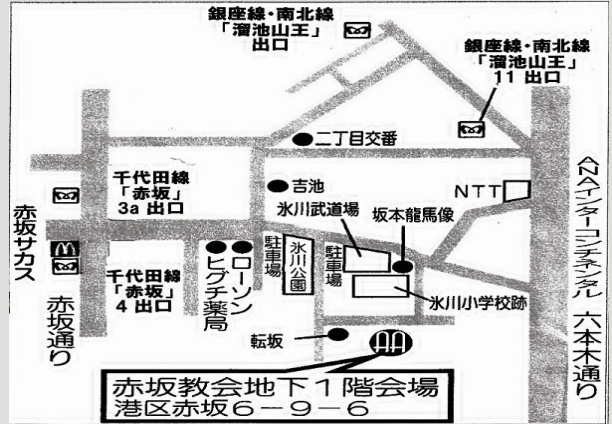 銀座線・南北線
「溜池山王」
出口
銀座線・南北線
「溜池山王」
11出口
二丁目交番
千代田線
「赤坂」
3a 出口
吉池
NTT
氷川武道場
坂本龍馬像
赤坂サカス
ANAインターコンチネンタル
駐車場
氷川公園
駐車場
千代田線
「赤坂」
4 出口
赤坂通り
ヒグチ薬局
ローソン
氷川小学校跡
転坂
六本木通り
赤坂教会地下1階会場
港区赤坂6-9-6